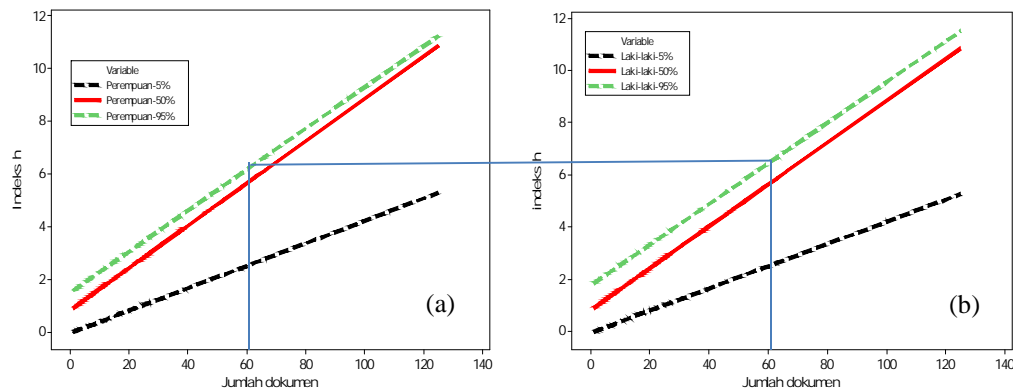 12
10
8
6
4
2
0
Indeks h
Variable
Perempuan-5%
Perempuan-50%
Perempuan-95%
(a)
0 20 40 60 80 100 120 140
Jumlah dokumen
12
10
8
6
4
2
0
indeks h
Variable
Laki-laki-5%
Laki-laki-50%
Laki-laki-95%
(b)
0 20 40 60 80 100 120 140
Jumlah dokumen